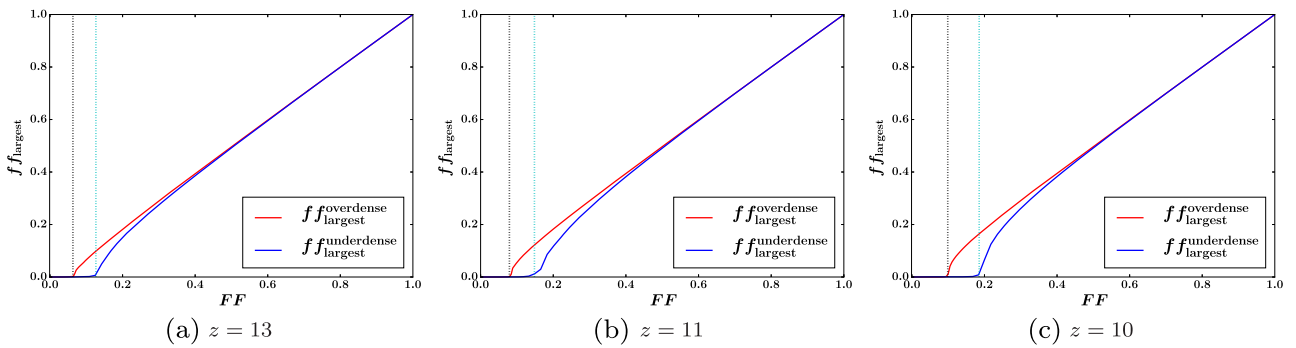 1.0
0.8
0.6
0.4
0.2
0.0
ff_largest
ff_largest^overdense
ff_largest^underdense
0.0 0.2 0.4 0.6 0.8 1.0
FF
(a) z = 13
1.0
0.8
0.6
0.4
0.2
0.0
ff_largest
ff_largest^overdense
ff_largest^underdense
0.0 0.2 0.4 0.6 0.8 1.0
FF
(b) z = 11
1.0
0.8
0.6
0.4
0.2
0.0
ff_largest
ff_largest^overdense
ff_largest^underdense
0.0 0.2 0.4 0.6 0.8 1.0
FF
(c) z = 10